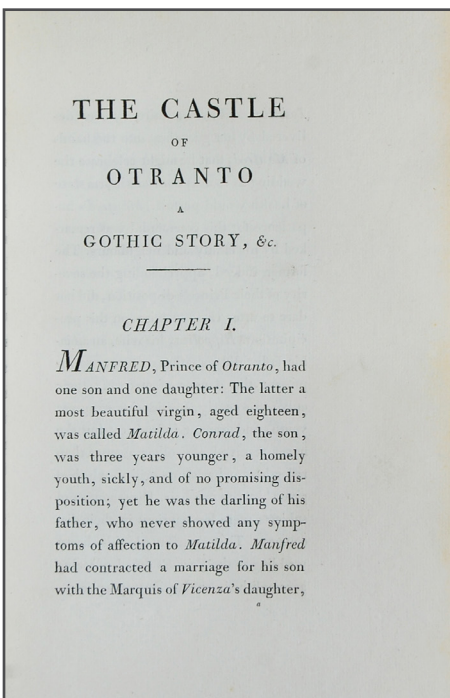 THE CASTLE
OF
OTRANTO
A
GOTHIC STORY, &c.
CHAPTER I.
MANFRED, Prince of Otranto, had
one son and one daughter: The latter a
most beautiful virgin, aged eighteen,
was called Matilda. Conrad, the son,
was three years younger, a homely
youth, sickly, and of no promising dis-
position; yet he was the darling of his
father, who never showed any symp-
toms of affection to Matilda. Manfred
had contracted a marriage for his son
with the Marquis of Vicenza's daughter,
a